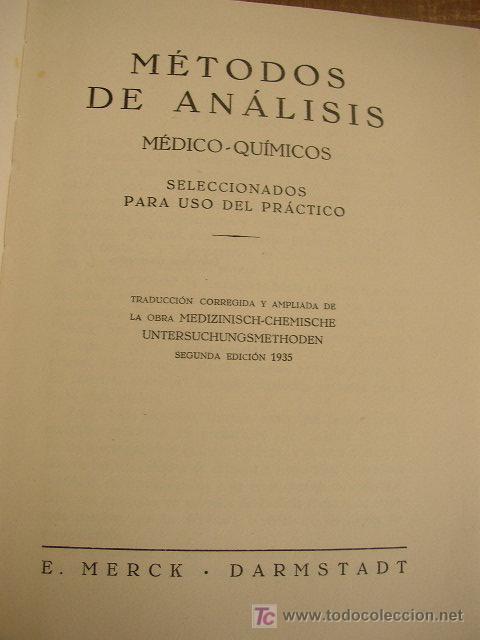 MÉTODOS
DE ANÁLISIS
MÉDICO-QUÍMICOS
SELECCIONADOS
PARA USO DEL PRÁCTICO
TRADUCCIÓN CORREGIDA Y AMPLIADA DE
LA OBRA MEDIZINISCH-CHEMISCHE
UNTERSUCHUNGSMETHODEN
SEGUNDA EDICIÓN 1935
E. MERCK · DARMSTADT
TC www.todocoleccion.net